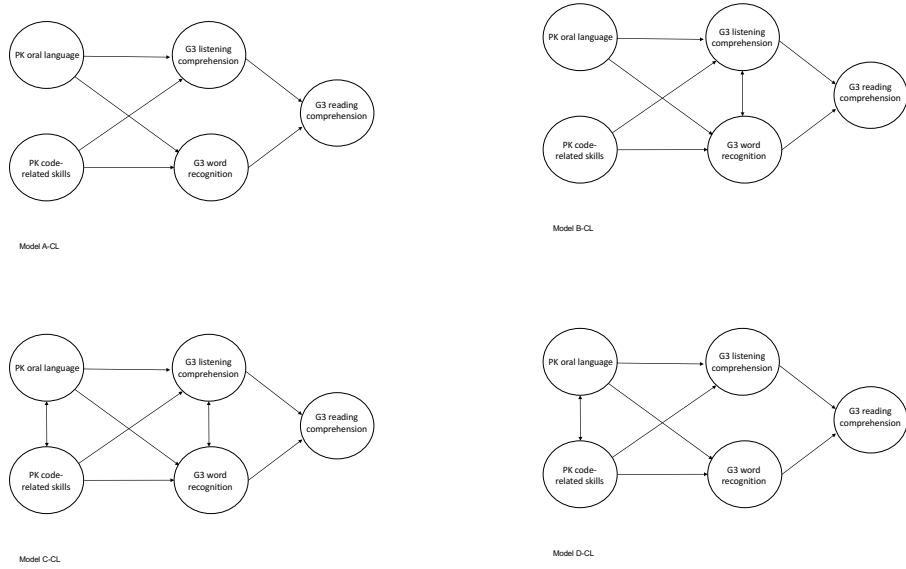 PK oral language
G3 listening
comprehension
G3 reading
comprehension
PK code-
related skills
G3 word
recognition
Model A-CL
PK oral language
G3 listening
comprehension
G3 reading
comprehension
PK code-
related skills
G3 word
recognition
Model B-CL
PK oral language
G3 listening
comprehension
G3 reading
comprehension
PK code-
related skills
G3 word
recognition
Model C-CL
PK oral language
G3 listening
comprehension
G3 reading
comprehension
PK code-
related skills
G3 word
recognition
Model D-CL